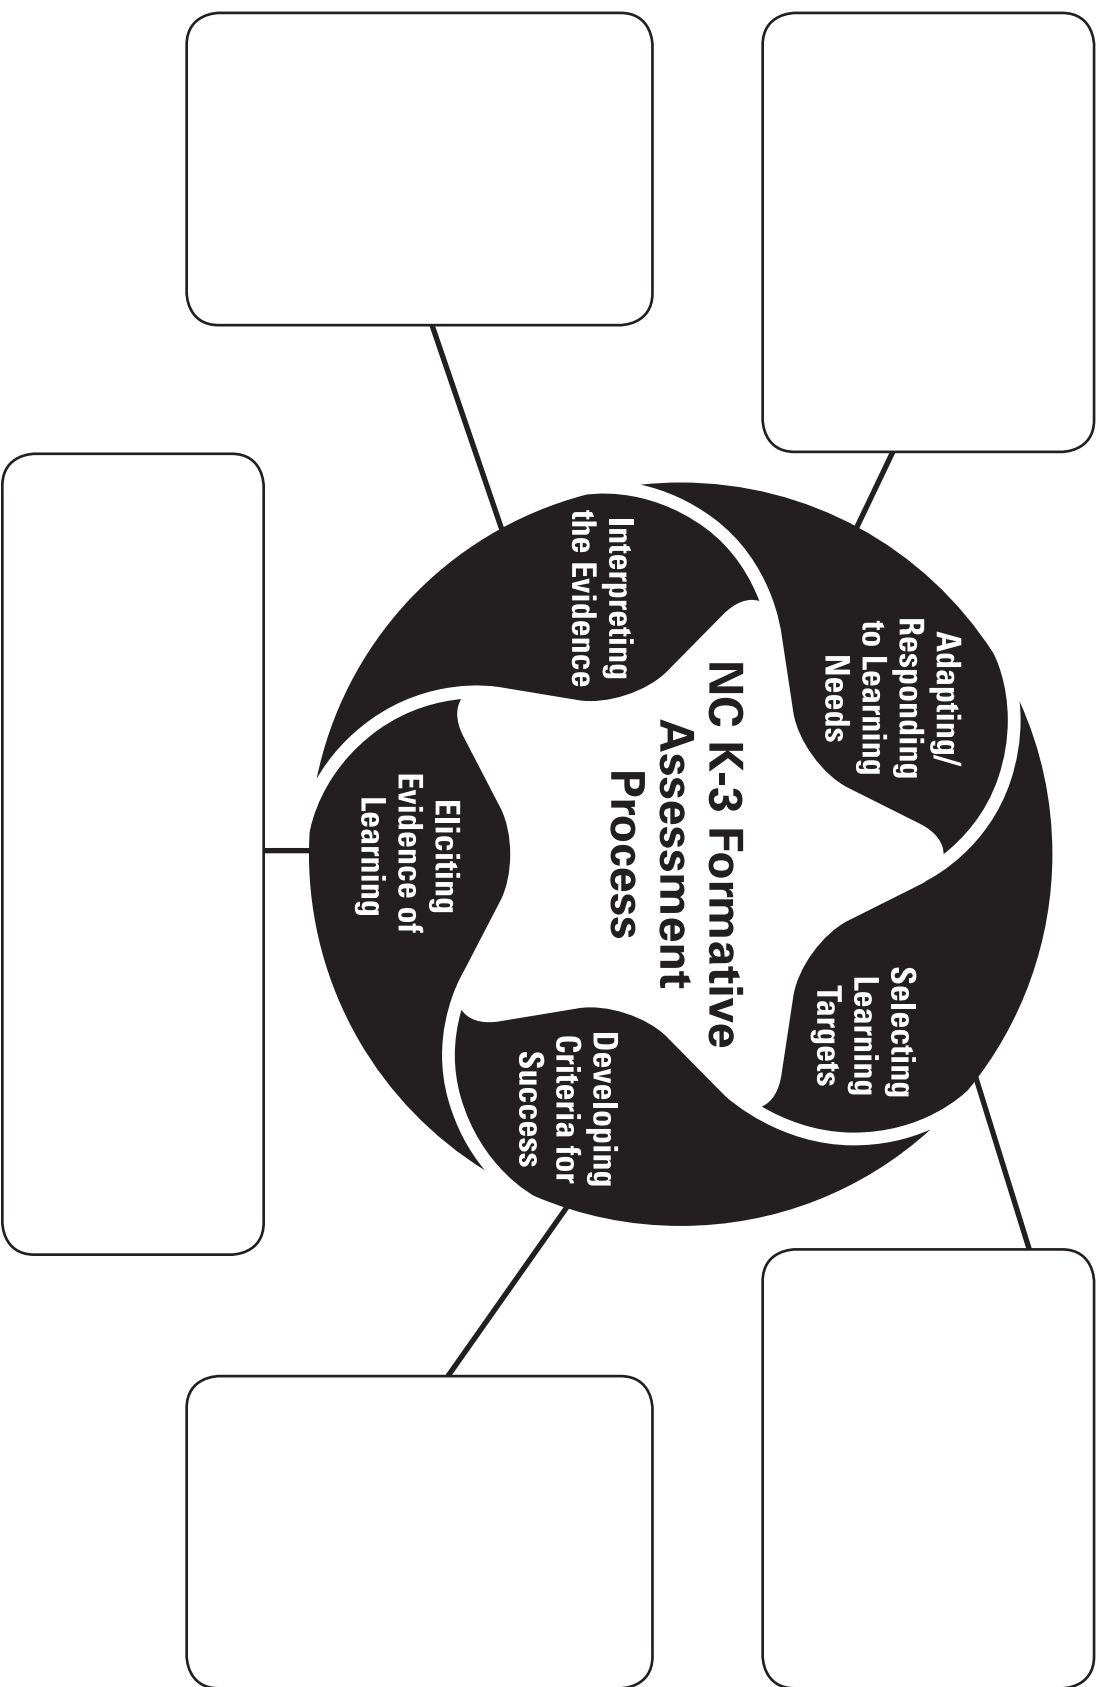 NC K-3 Formative
Assessment
Process
Selecting
Learning
Targets
Developing
Criteria for
Success
Eliciting
Evidence of
Learning
Interpreting
the Evidence
Adapting/
Responding
to Learning
Needs